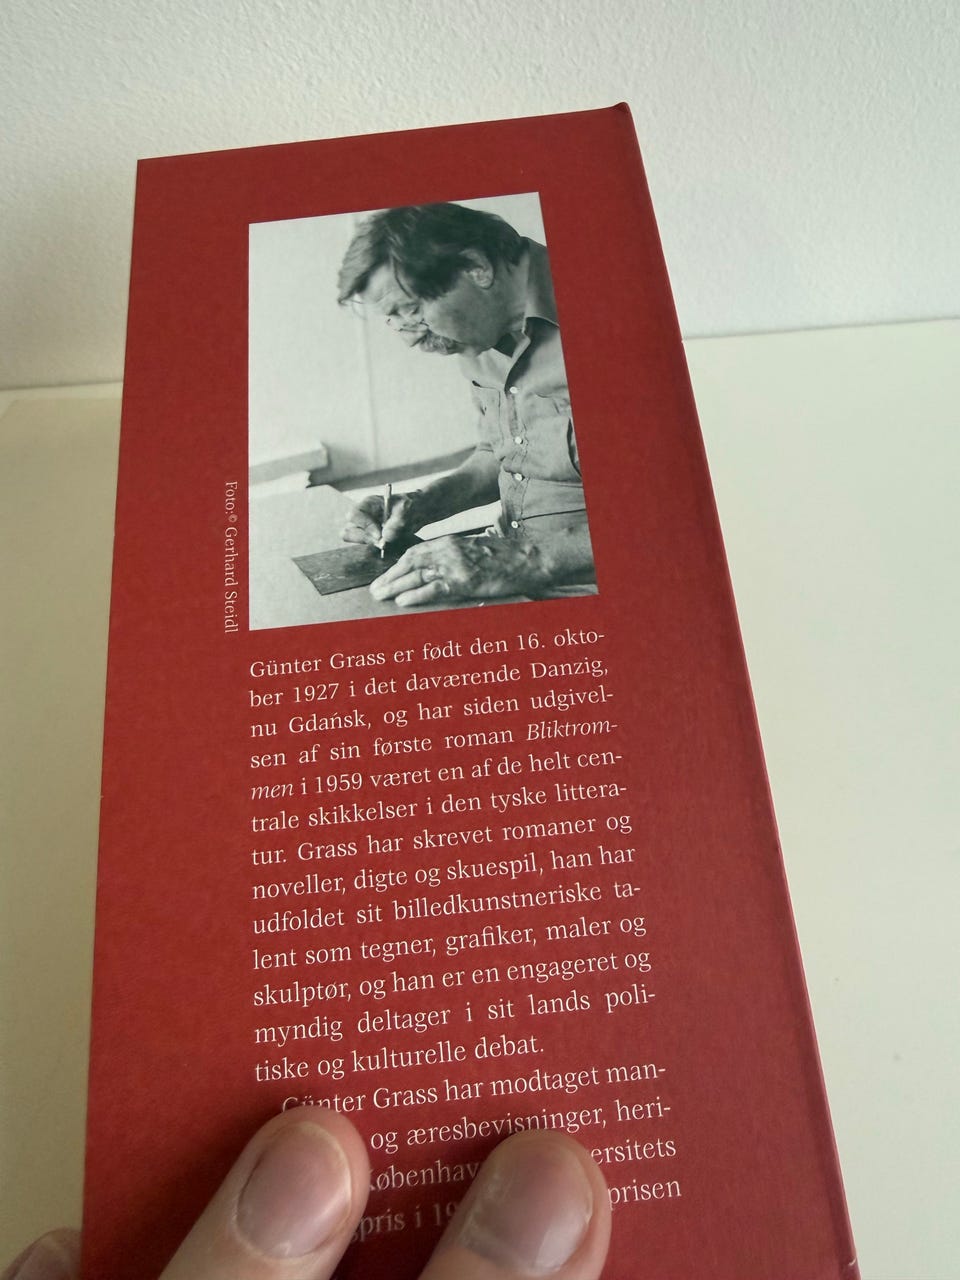 Foto:© Gerhard Steidl
Günter Grass er født den 16. okto-
ber 1927 i det daværende Danzig,
nu Gdańsk, og har siden udgivel-
sen af sin første roman Bliktrom-
men i 1959 været en af de helt cen-
trale skikkelser i den tyske littera-
tur. Grass har skrevet romaner og
noveller, digte og skuespil, han har
udfoldet sit billedkunstneriske ta-
lent som tegner, grafiker, maler og
skulptør, og han er en engageret og
myndig deltager i sit lands poli-
tiske og kulturelle debat.
Günter Grass har modtaget man-
og æresbevisninger, heri-